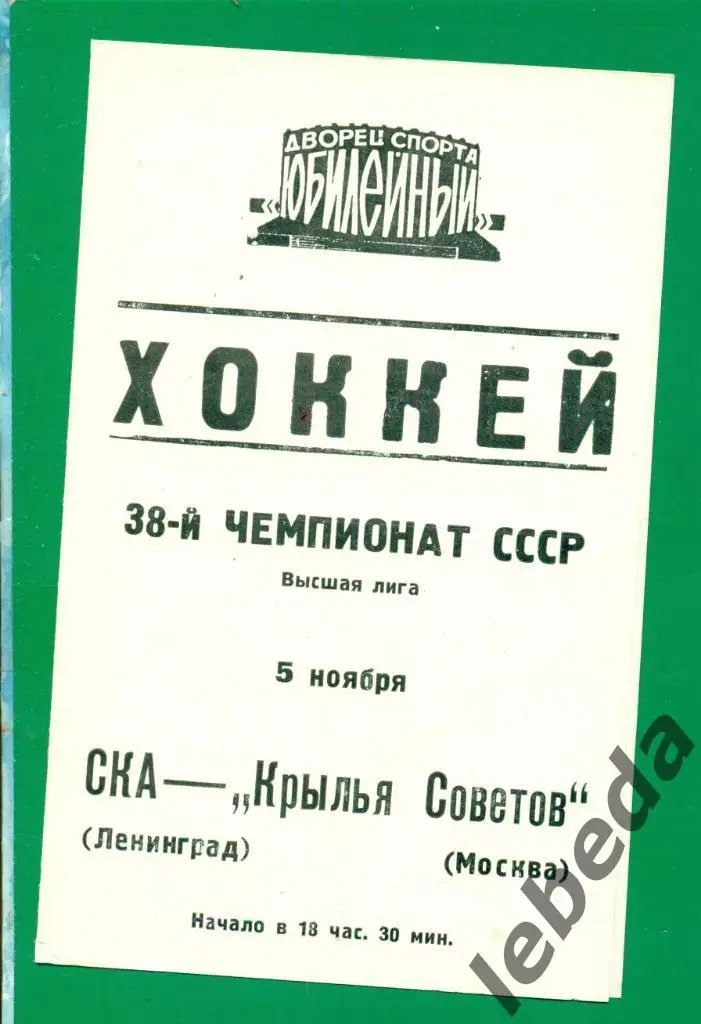 ДВОРЕЦ СПОРТА
«ЮБИЛЕЙНЫЙ»
ХОККЕЙ
38-й ЧЕМПИОНАТ СССР
Высшая лига
5 ноября
СКА — „Крылья Советов“
(Ленинград) (Москва)
Начало в 18 час. 30 мин.
lebeda